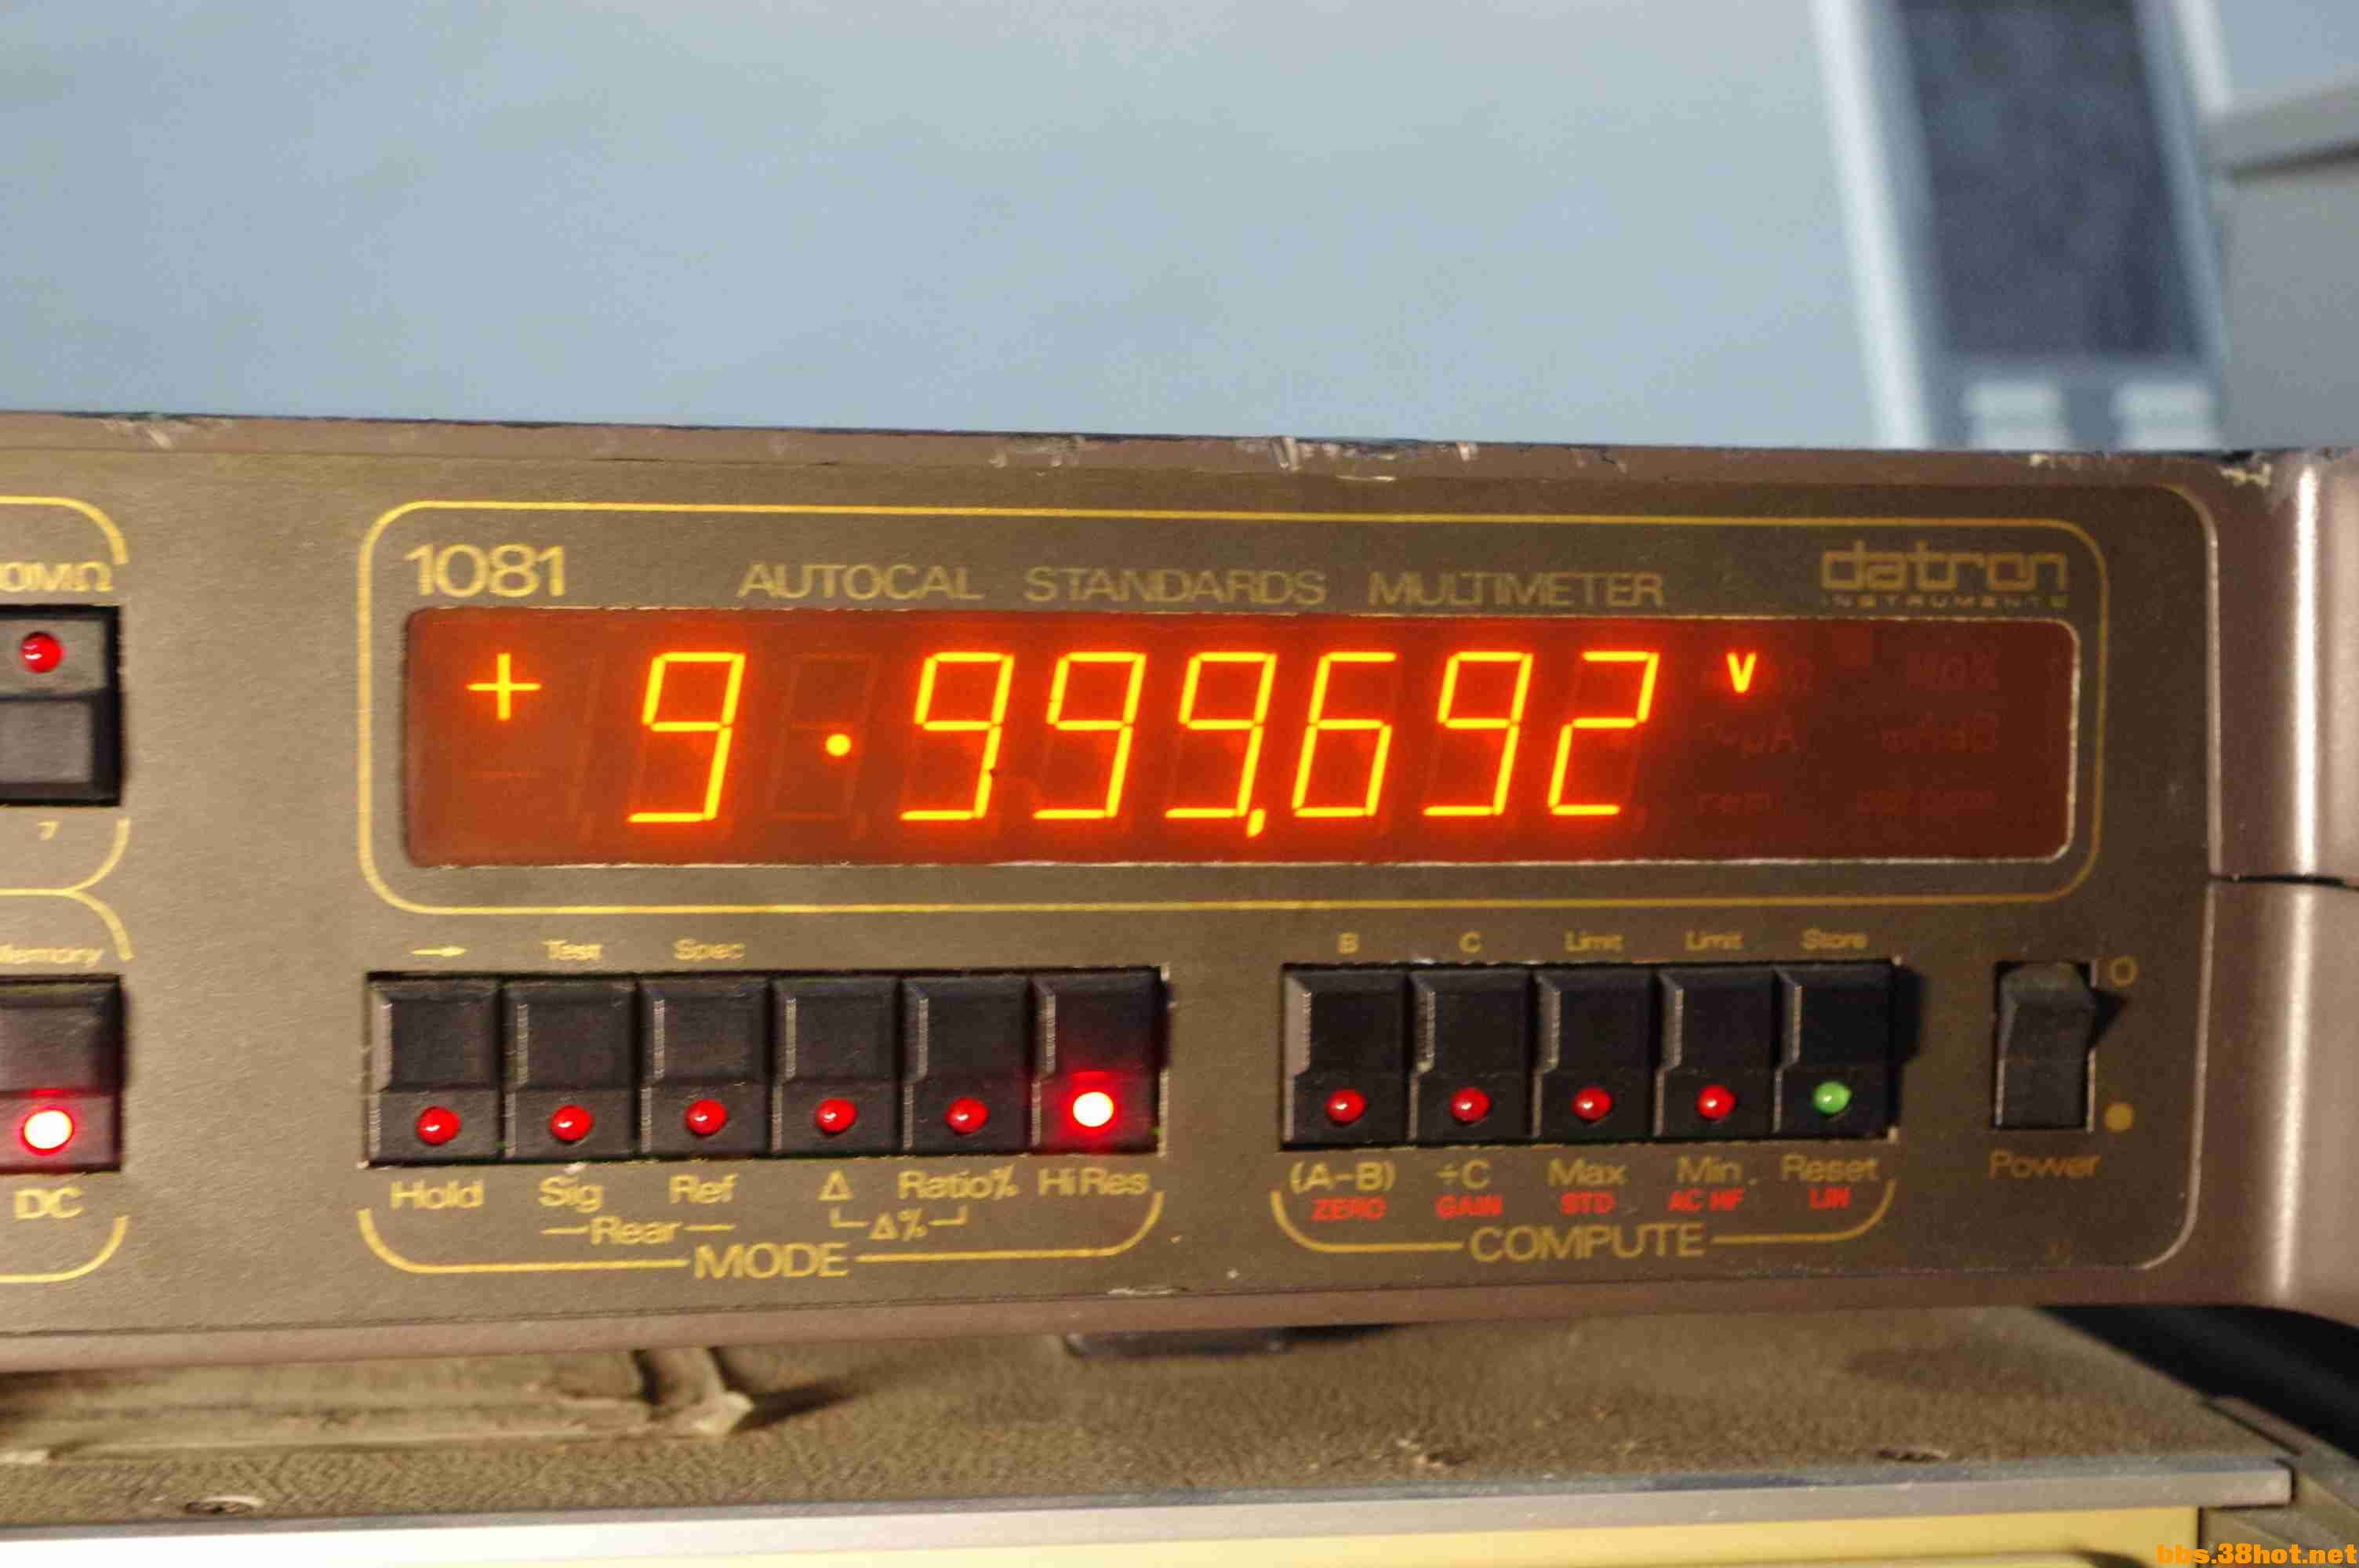 1081 AUTOCAL STANDARDS MULTIMETER datron
INSTRUMENTS
0MΩ
+9.999,692 V
7
Memory
→ Test Spec
B C Limit Limit Store
O
DC
Hold Sig Ref Δ Ratio% Hi Res
Rear
Δ%
MODE
(A-B) ÷C Max Min Reset
ZERO GAIN STD AC HF LIN
COMPUTE
Power
bbs.38hot.net